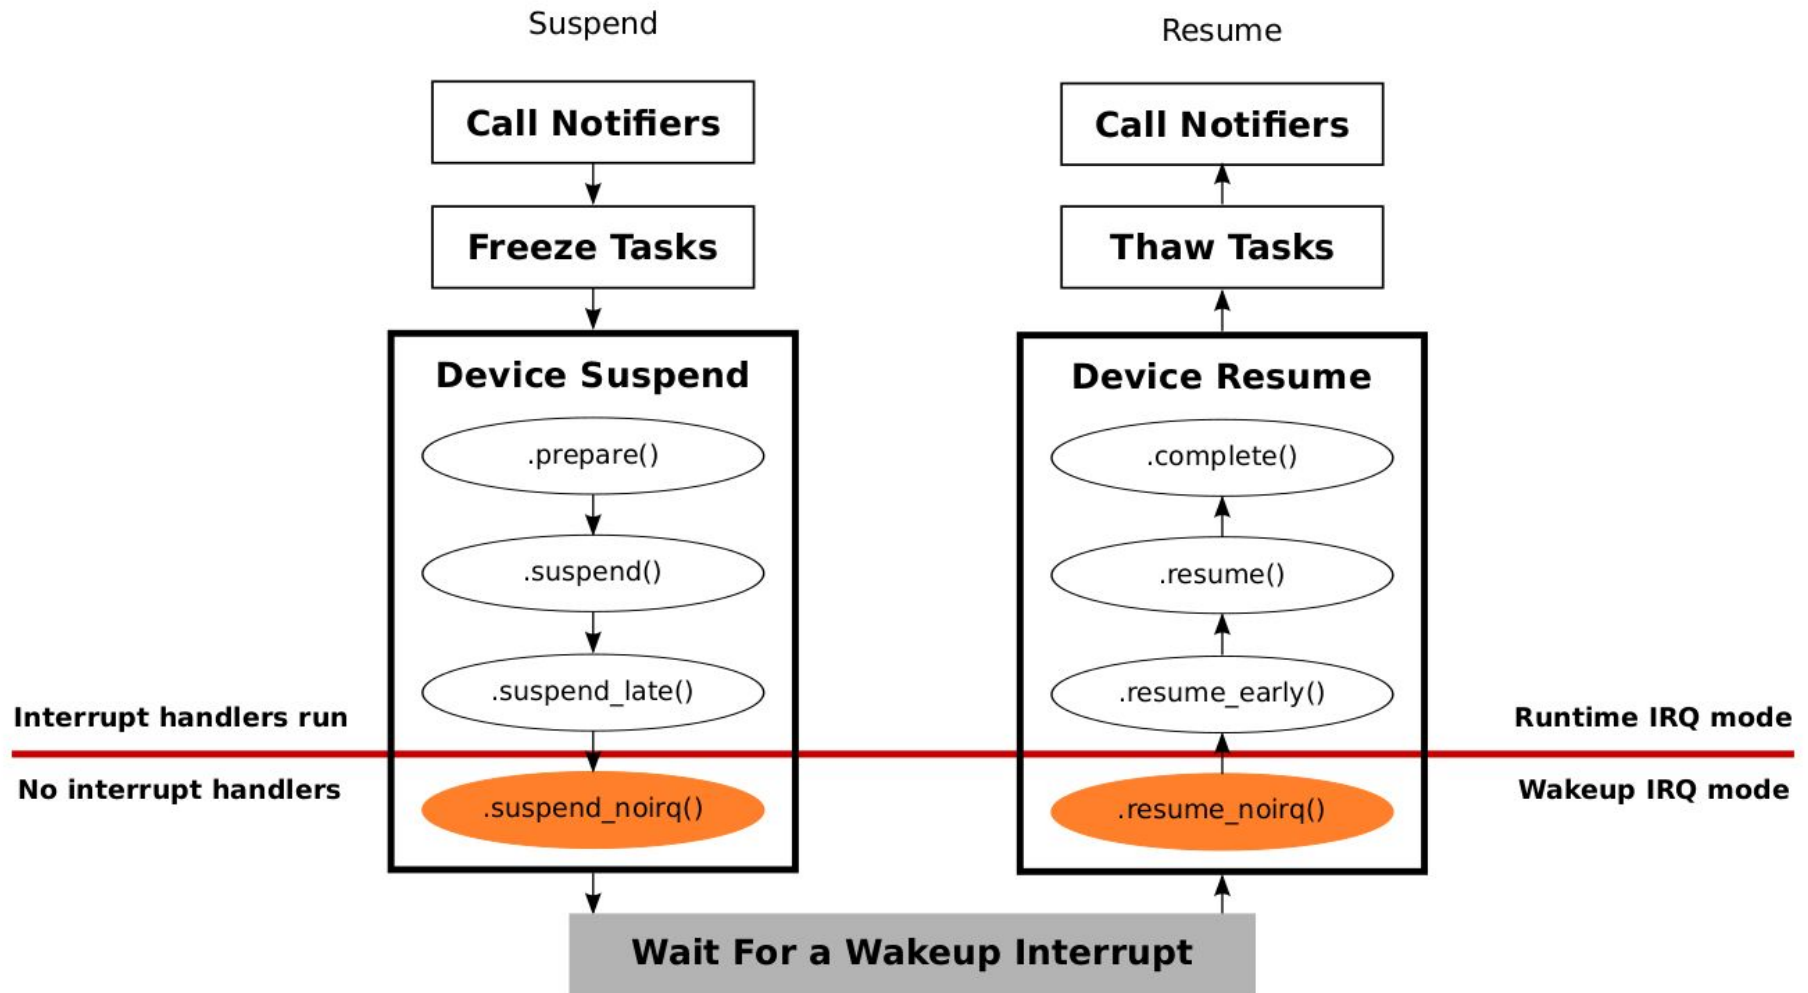 Suspend
Resume
Call Notifiers
Call Notifiers
Freeze Tasks
Thaw Tasks
Device Suspend
Device Resume
.prepare()
.complete()
.suspend()
.resume()
.suspend_late()
.resume_early()
Interrupt handlers run
Runtime IRQ mode
No interrupt handlers
Wakeup IRQ mode
.suspend_noirq()
.resume_noirq()
Wait For a Wakeup Interrupt